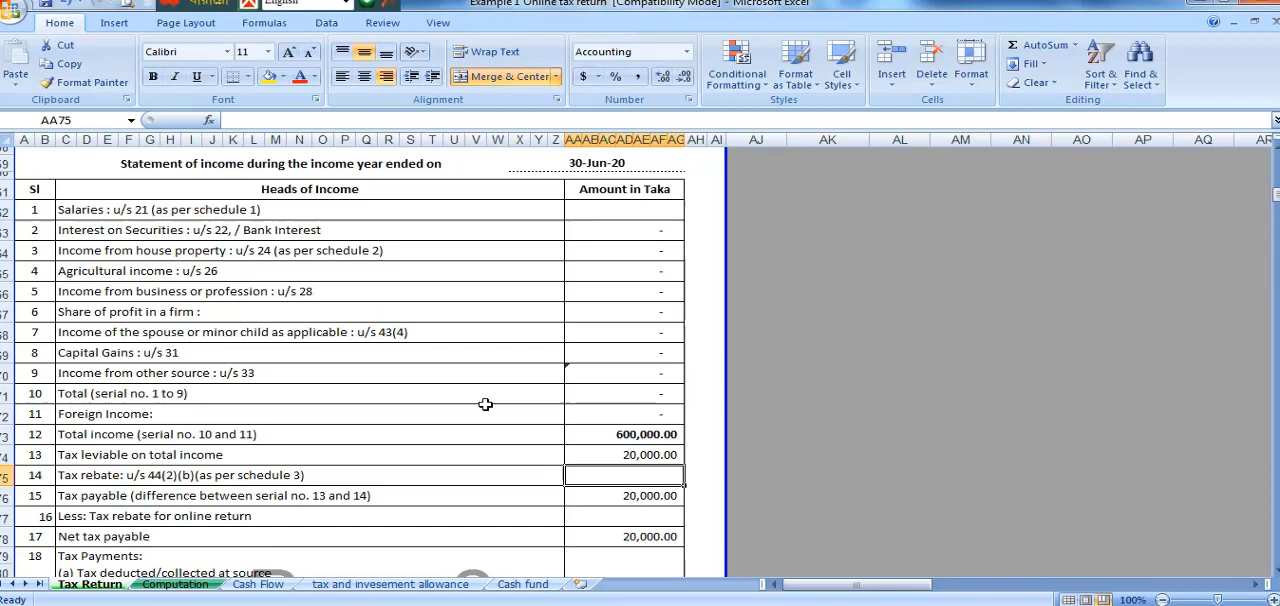 Example 1 Online tax return [Compatibility Mode] - Microsoft Excel
Home Insert Page Layout Formulas Data Review View
Cut
Copy
Format Painter
Paste
Clipboard
Calibri 11
B I U
Font
Wrap Text
Merge & Center
Alignment
Accounting
$ % ,
Number
Conditional Formatting
Format as Table
Cell Styles
Styles
Insert Delete Format
Cells
AutoSum
Fill
Clear
Sort & Filter
Find & Select
Editing
AA75 fx
A B C D E F G H I J K L M N O P Q R S T U V W X Y Z AA AB AC AD AE AF AG AH AI AJ AK AL AM AN AO AP AQ AR
Statement of income during the income year ended on 30-Jun-20
Sl Heads of Income Amount in Taka
1 Salaries : u/s 21 (as per schedule 1)
2 Interest on Securities : u/s 22, / Bank Interest -
3 Income from house property : u/s 24 (as per schedule 2) -
4 Agricultural income : u/s 26 -
5 Income from business or profession : u/s 28 -
6 Share of profit in a firm : -
7 Income of the spouse or minor child as applicable : u/s 43(4) -
8 Capital Gains : u/s 31 -
9 Income from other source : u/s 33 -
10 Total (serial no. 1 to 9) -
11 Foreign Income: -
12 Total income (serial no. 10 and 11) 600,000.00
13 Tax leviable on total income 20,000.00
14 Tax rebate: u/s 44(2)(b)(as per schedule 3)
15 Tax payable (difference between serial no. 13 and 14) 20,000.00
16 Less: Tax rebate for online return
17 Net tax payable 20,000.00
18 Tax Payments:
(a) Tax deducted/collected at source
Tax Return Computation Cash Flow tax and invesement allowance Cash fund
Ready 100%